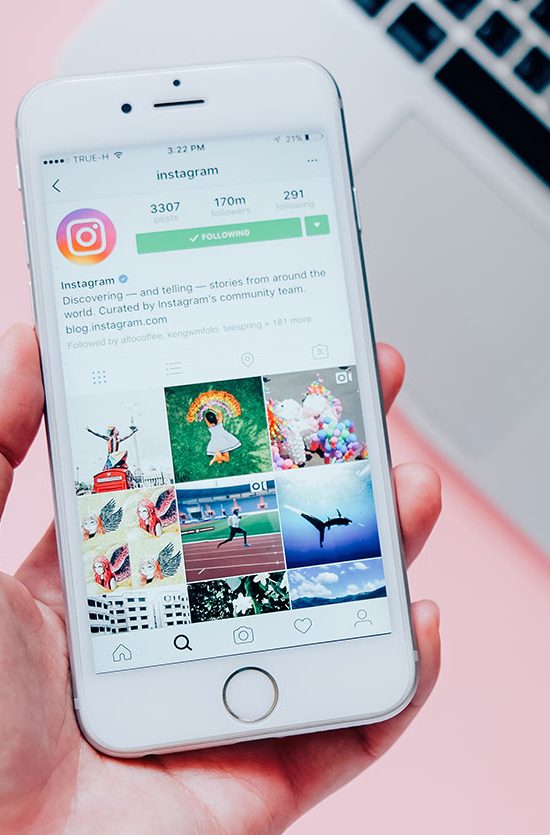 TRUE-H 3:22 PM 21%
instagram
3307 170m 291
posts followers following
FOLLOWING
Instagram
Discovering — and telling — stories from around the
world. Curated by Instagram's community team.
blog.instagram.com
Followed by altocoffee, kengwmfoto, teespring + 181 more